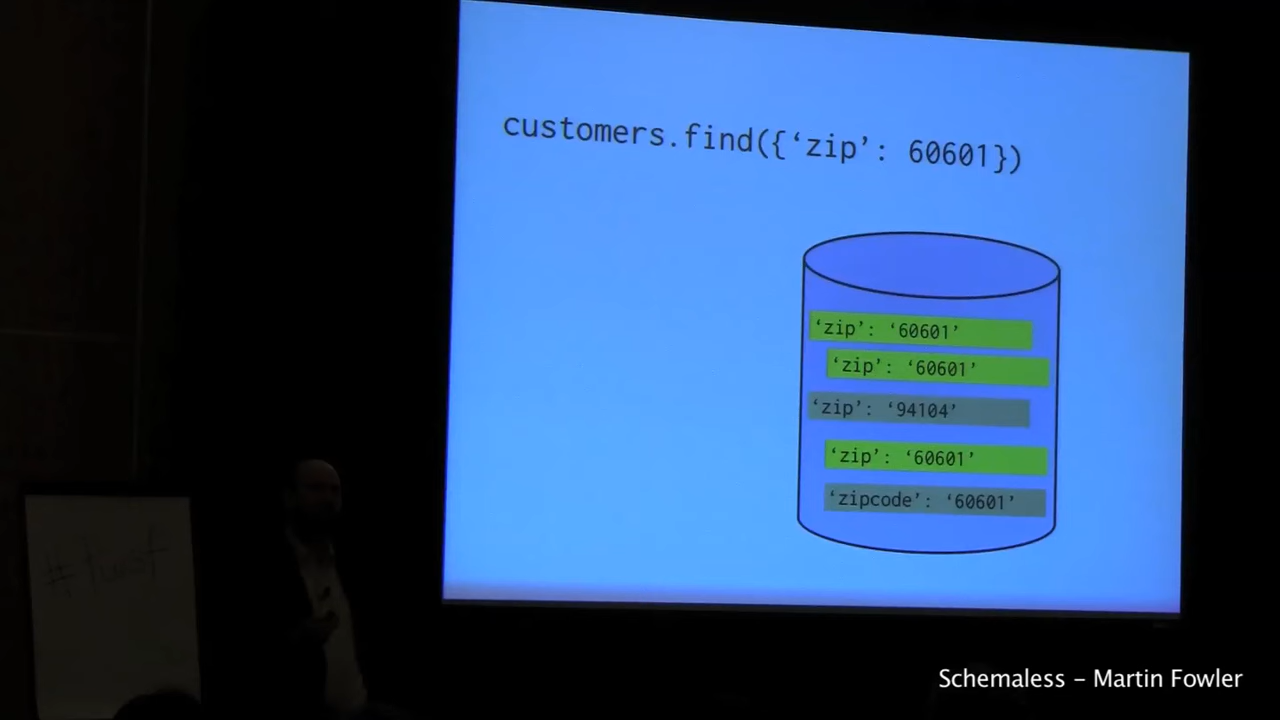 customers.find({‘zip’: 60601})
‘zip’: ‘60601’
‘zip’: ‘60601’
‘zip’: ‘94104’
‘zip’: ‘60601’
‘zipcode’: ‘60601’
Schemaless – Martin Fowler